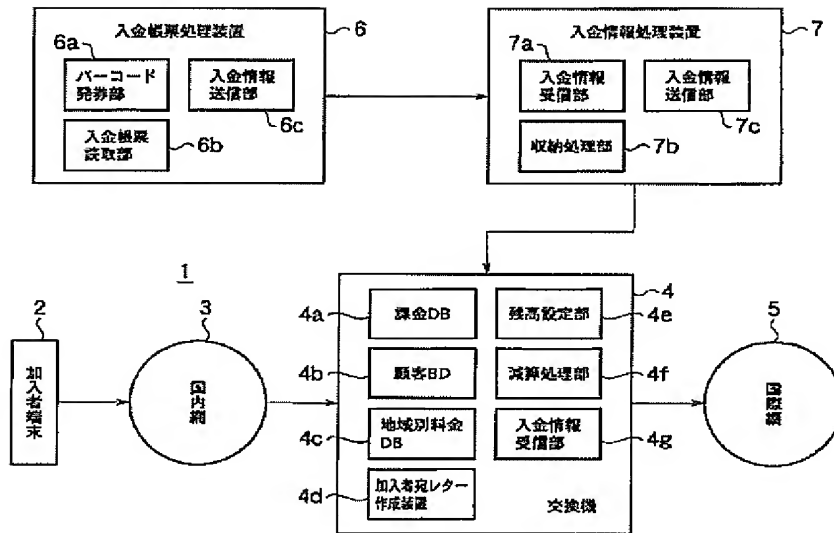 入金帳票処理装置
6
6a
バーコード
発券部
入金情報
送信部
6c
入金帳票
読取部
6b
入金情報処理装置
7
7a
入金情報
受信部
入金情報
送信部
7c
収納処理部
7b
1
2
加入者端末
3
国内網
4
4a
課金DB
残高設定部
4e
4b
顧客BD
減算処理部
4f
4c
地域別料金
DB
入金情報
受信部
4g
4d
加入者宛レター
作成装置
交換機
5
国際網